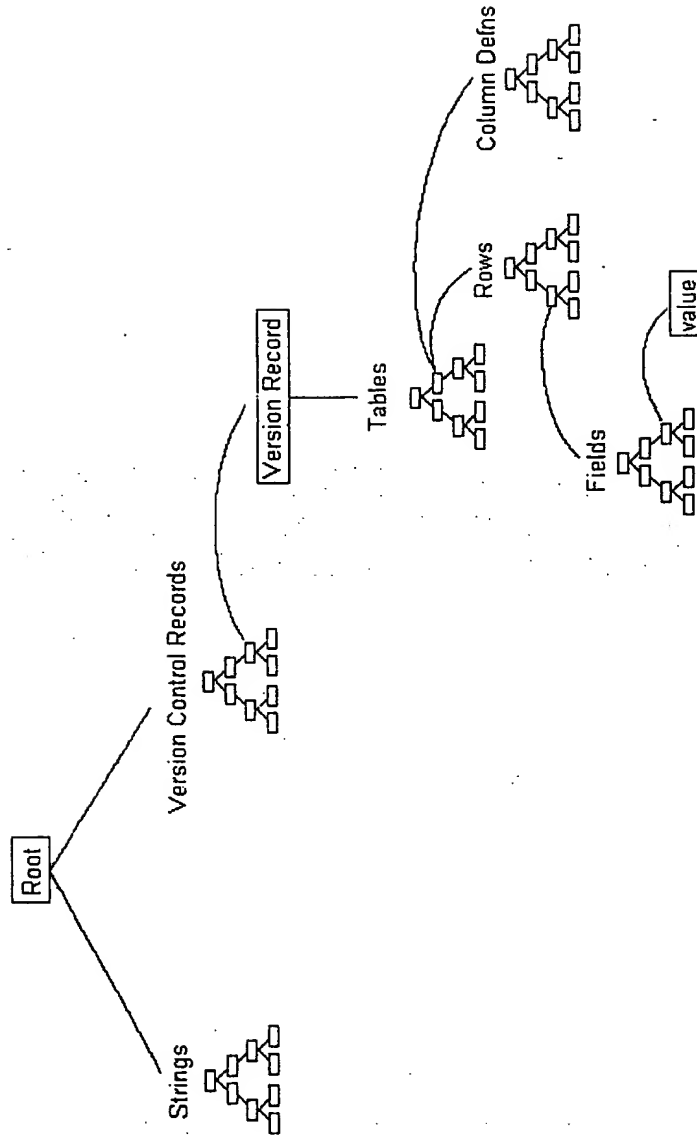 Root
Strings
Version Control Records
Version Record
Tables
Rows
Column Defns
Fields
value